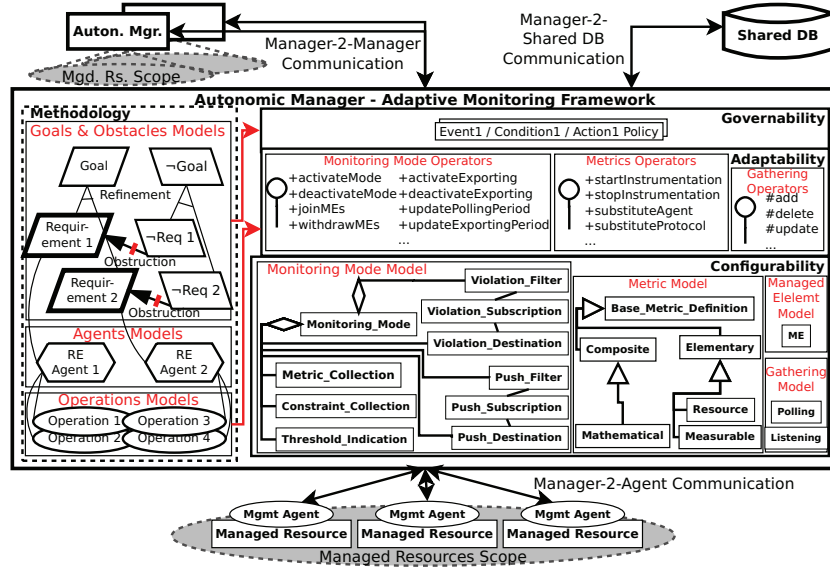 Auton. Mgr.
Mgd. Rs. Scope
Manager-2-Manager
Communication
Manager-2-
Shared DB
Communication
Shared DB
Autonomic Manager - Adaptive Monitoring Framework
Methodology
Goals & Obstacles Models
Goal
¬Goal
Refinement
Requir-
ement 1
¬Req 1
Obstruction
Requir-
ement 2
¬Req 2
Obstruction
Agents Models
RE
Agent 1
RE
Agent 2
Operations Models
Operation 1
Operation 3
Operation 2
Operation 4
Governability
Event1 / Condition1 / Action1 Policy
Adaptability
Monitoring Mode Operators
+activateMode
+deactivateMode
+joinMEs
+withdrawMEs
+activateExporting
+deactivateExporting
+updatePollingPeriod
+updateExportingPeriod
...
Metrics Operators
+startInstrumentation
+stopInstrumentation
+substituteAgent
+substituteProtocol
...
Gathering
Operators
#add
#delete
#update
...
Configurability
Monitoring Mode Model
Violation_Filter
Violation_Subscription
Monitoring_Mode
Violation_Destination
Metric_Collection
Push_Filter
Constraint_Collection
Push_Subscription
Threshold_Indication
Push_Destination
Metric Model
Base_Metric_Definition
Composite
Elementary
Resource
Mathematical
Measurable
Managed
Elelemt
Model
ME
Gathering
Model
Polling
Listening
Manager-2-Agent Communication
Mgmt Agent
Mgmt Agent
Mgmt Agent
Managed Resource
Managed Resource
Managed Resource
Managed Resources Scope